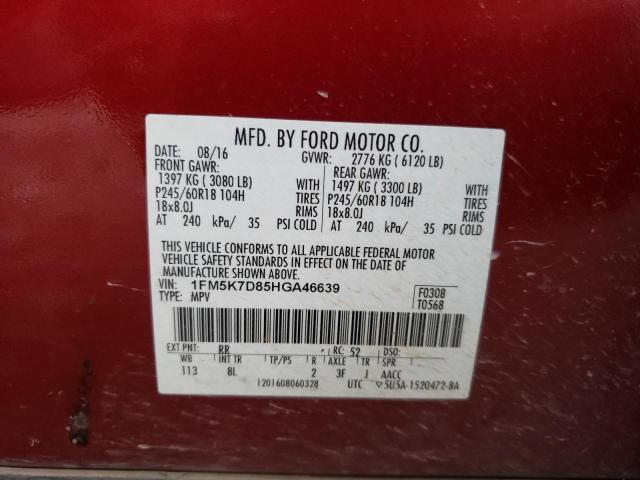 MFD. BY FORD MOTOR CO.
DATE: 08/16 GVWR: 2776 KG ( 6120 LB)
FRONT GAWR: REAR GAWR:
1397 KG ( 3080 LB) WITH 1497 KG ( 3300 LB) WITH
P245/60R18 104H TIRES P245/60R18 104H TIRES
18x8.0J RIMS 18x8.0J RIMS
AT 240 kPa/ 35 PSI COLD AT 240 kPa/ 35 PSI COLD
THIS VEHICLE CONFORMS TO ALL APPLICABLE FEDERAL MOTOR
VEHICLE SAFETY STANDARDS IN EFFECT ON THE DATE OF
MANUFACTURE SHOWN ABOVE.
VIN: 1FM5K7D85HGA46639 F0308
TYPE: MPV T0568
EXT PNT: RR RC: 52 DSO:
WB INT TR TP/PS R AXLE TR SPR
113 8L 2 3F J AACC
1201608060328 UTC 5U5A-1520472-BA